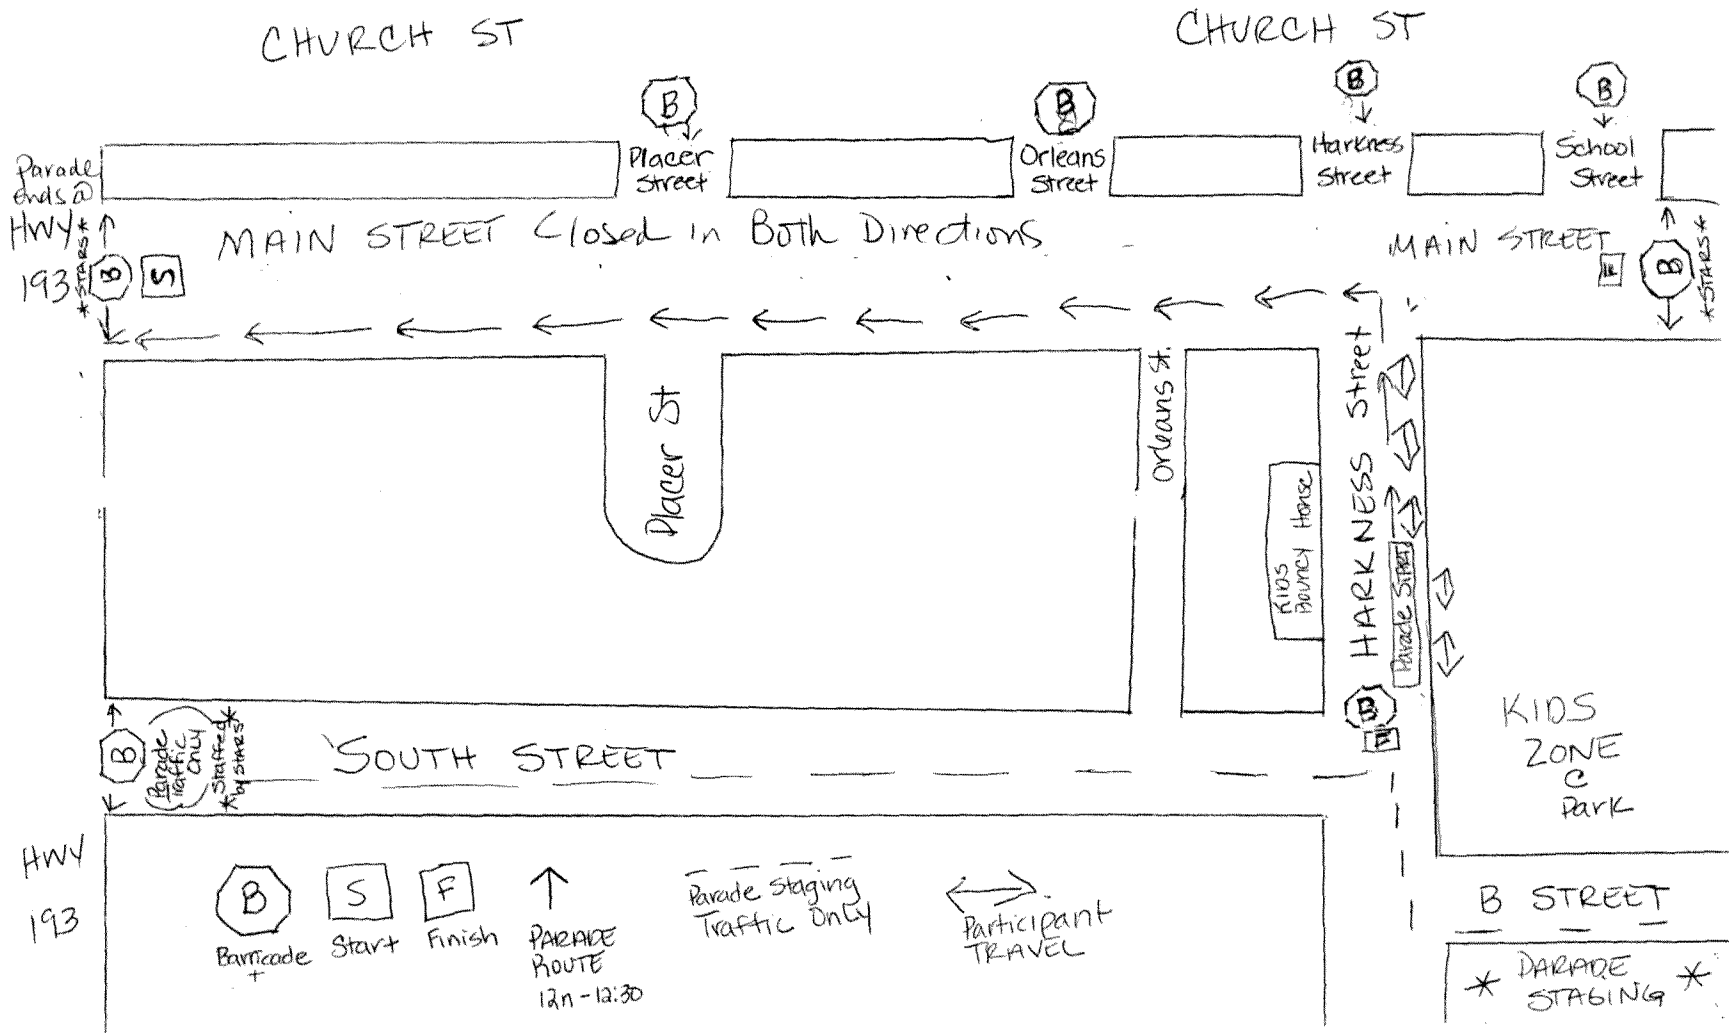 CHURCH ST
CHURCH ST
B
B
B
B
Placer
Street
Orleans
Street
Harkness
Street
School
Street
Parade
ends @
HWY
193
*STARS*
B
S
MAIN STREET Closed in Both Directions
MAIN STREET
F
B
*STARS*
Placer St
Orleans St.
HARKNESS Street
KIDS
Bouncy House
Parade START
B
F
KIDS
ZONE
@
Park
B
(Parade
Traffic
Only)
*Staffed*
*by STARS*
SOUTH STREET
HWY
193
B
Barricade
+
S
Start
F
Finish
PARADE
ROUTE
12n - 12:30
Parade Staging
Traffic Only
Participant
TRAVEL
B STREET
* PARADE *
STAGING